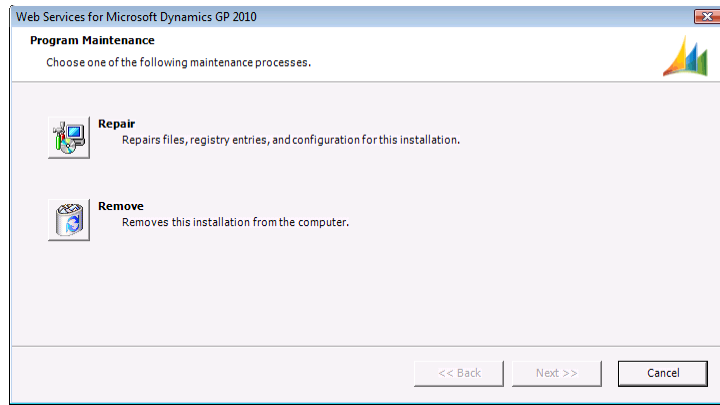 Web Services for Microsoft Dynamics GP 2010
Program Maintenance
Choose one of the following maintenance processes.
Repair
Repairs files, registry entries, and configuration for this installation.
Remove
Removes this installation from the computer.
<< Back Next >> Cancel